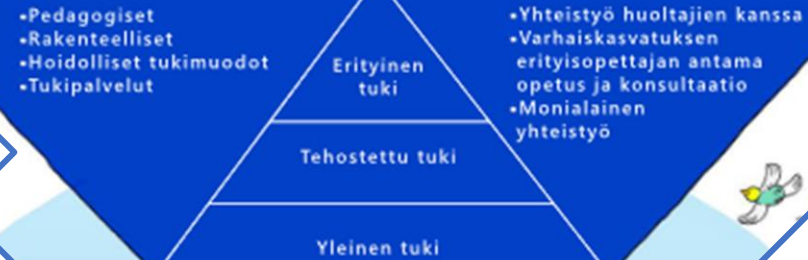 •Pedagogiset
•Rakenteelliset
•Hoidolliset tukimuodot
•Tukipalvelut
Erityinen
tuki
Tehostettu tuki
Yleinen tuki
•Yhteistyö huoltajien kanssa
•Varhaiskasvatuksen
erityisopettajan antama
opetus ja konsultaatio
•Monialainen
yhteistyö